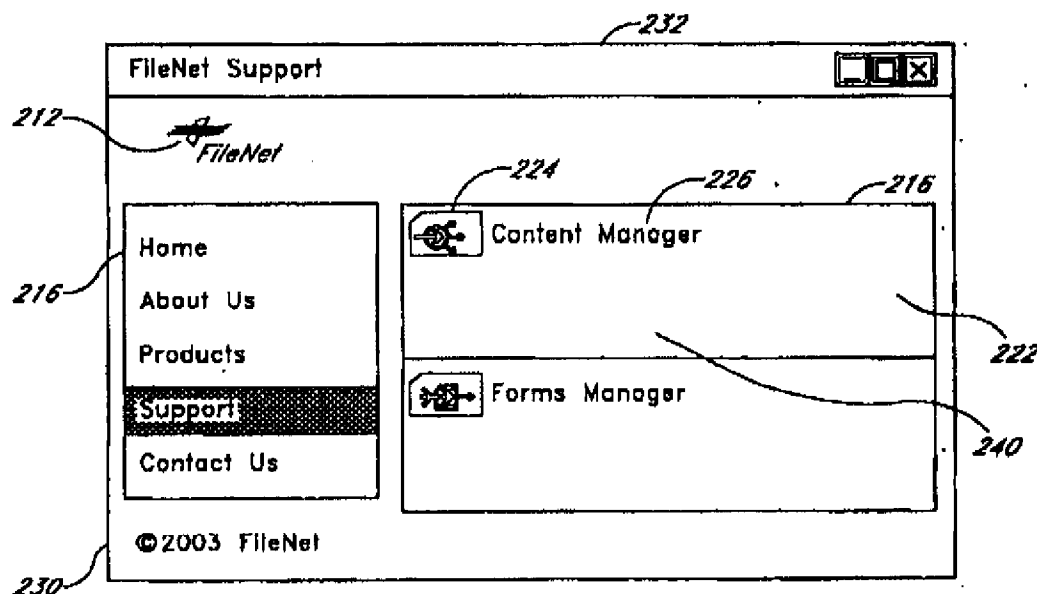 232
FileNet Support
212
FileNet
224
226
216
Content Manager
Home
216
About Us
222
Products
Forms Manager
Support
240
Contact Us
©2003 FileNet
230